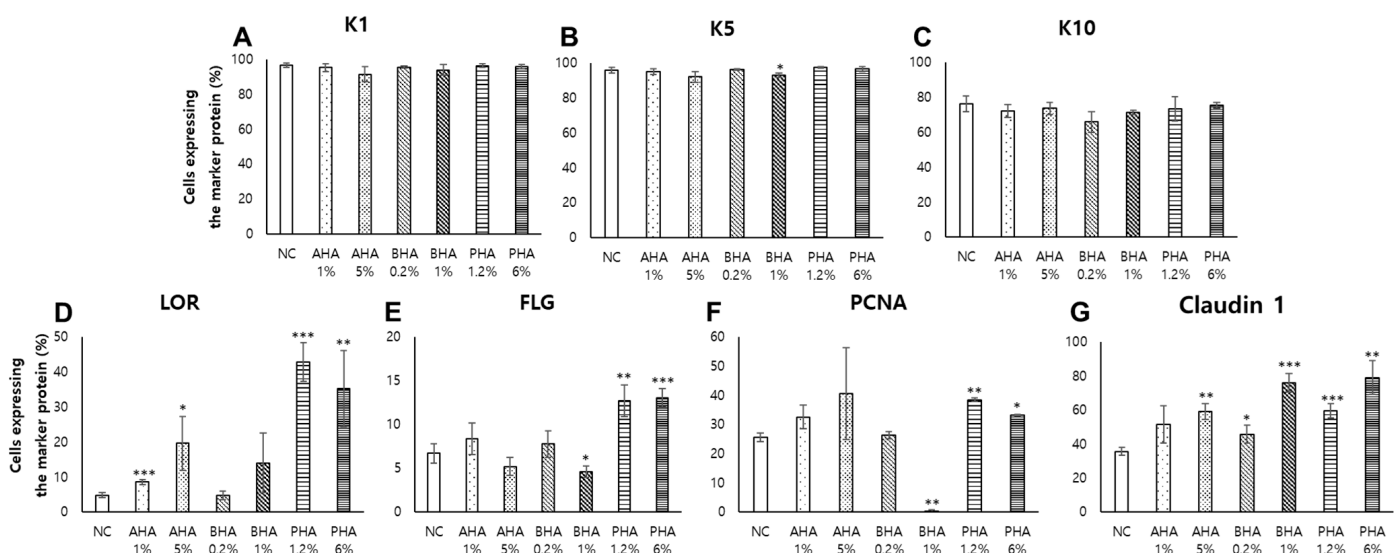 A
K1
B
K5
C
K10
Cells expressing
the marker protein (%)
100
80
60
40
20
0
NC AHA AHA BHA BHA PHA PHA
1% 5% 0.2% 1% 1.2% 6%
100
80
60
40
20
0
*
NC AHA AHA BHA BHA PHA PHA
1% 5% 0.2% 1% 1.2% 6%
100
80
60
40
20
0
NC AHA AHA BHA BHA PHA PHA
1% 5% 0.2% 1% 1.2% 6%
D
LOR
E
FLG
F
PCNA
G
Claudin 1
Cells expressing
the marker protein (%)
50
40
30
20
10
0
*** * *** **
NC AHA AHA BHA BHA PHA PHA
1% 5% 0.2% 1% 1.2% 6%
20
15
10
5
0
* ** ***
NC AHA AHA BHA BHA PHA PHA
1% 5% 0.2% 1% 1.2% 6%
60
50
40
30
20
10
0
** ** *
NC AHA AHA BHA BHA PHA PHA
1% 5% 0.2% 1% 1.2% 6%
100
80
60
40
20
0
** * *** *** **
NC AHA AHA BHA BHA PHA PHA
1% 5% 0.2% 1% 1.2% 6%